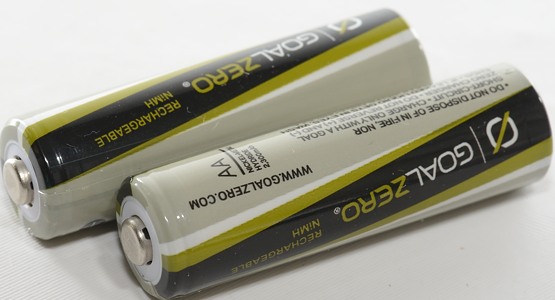 GOALZERO®
RECHARGEABLE
NiMH
GOALZERO®
RECHARGEABLE
NiMH
WWW.GOALZERO.COM
AA
• DO NOT DISPOSE OF IN FIRE, NOR
SHORT-CIRCUIT
ONLY WITH A GOAL